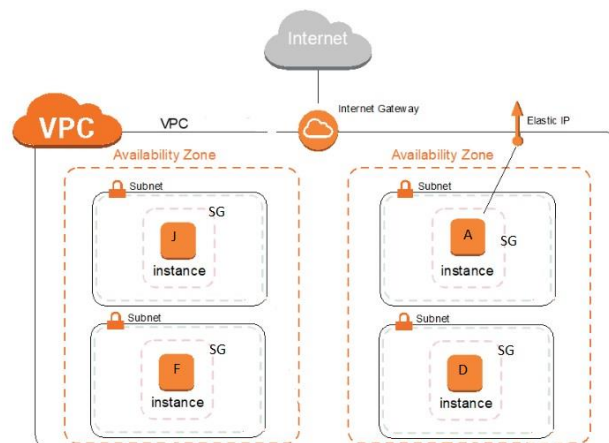 Internet
Internet Gateway
VPC
VPC
Elastic IP
Availability Zone
Availability Zone
Subnet
SG
J
instance
Subnet
A
SG
instance
Subnet
SG
F
instance
Subnet
SG
D
instance